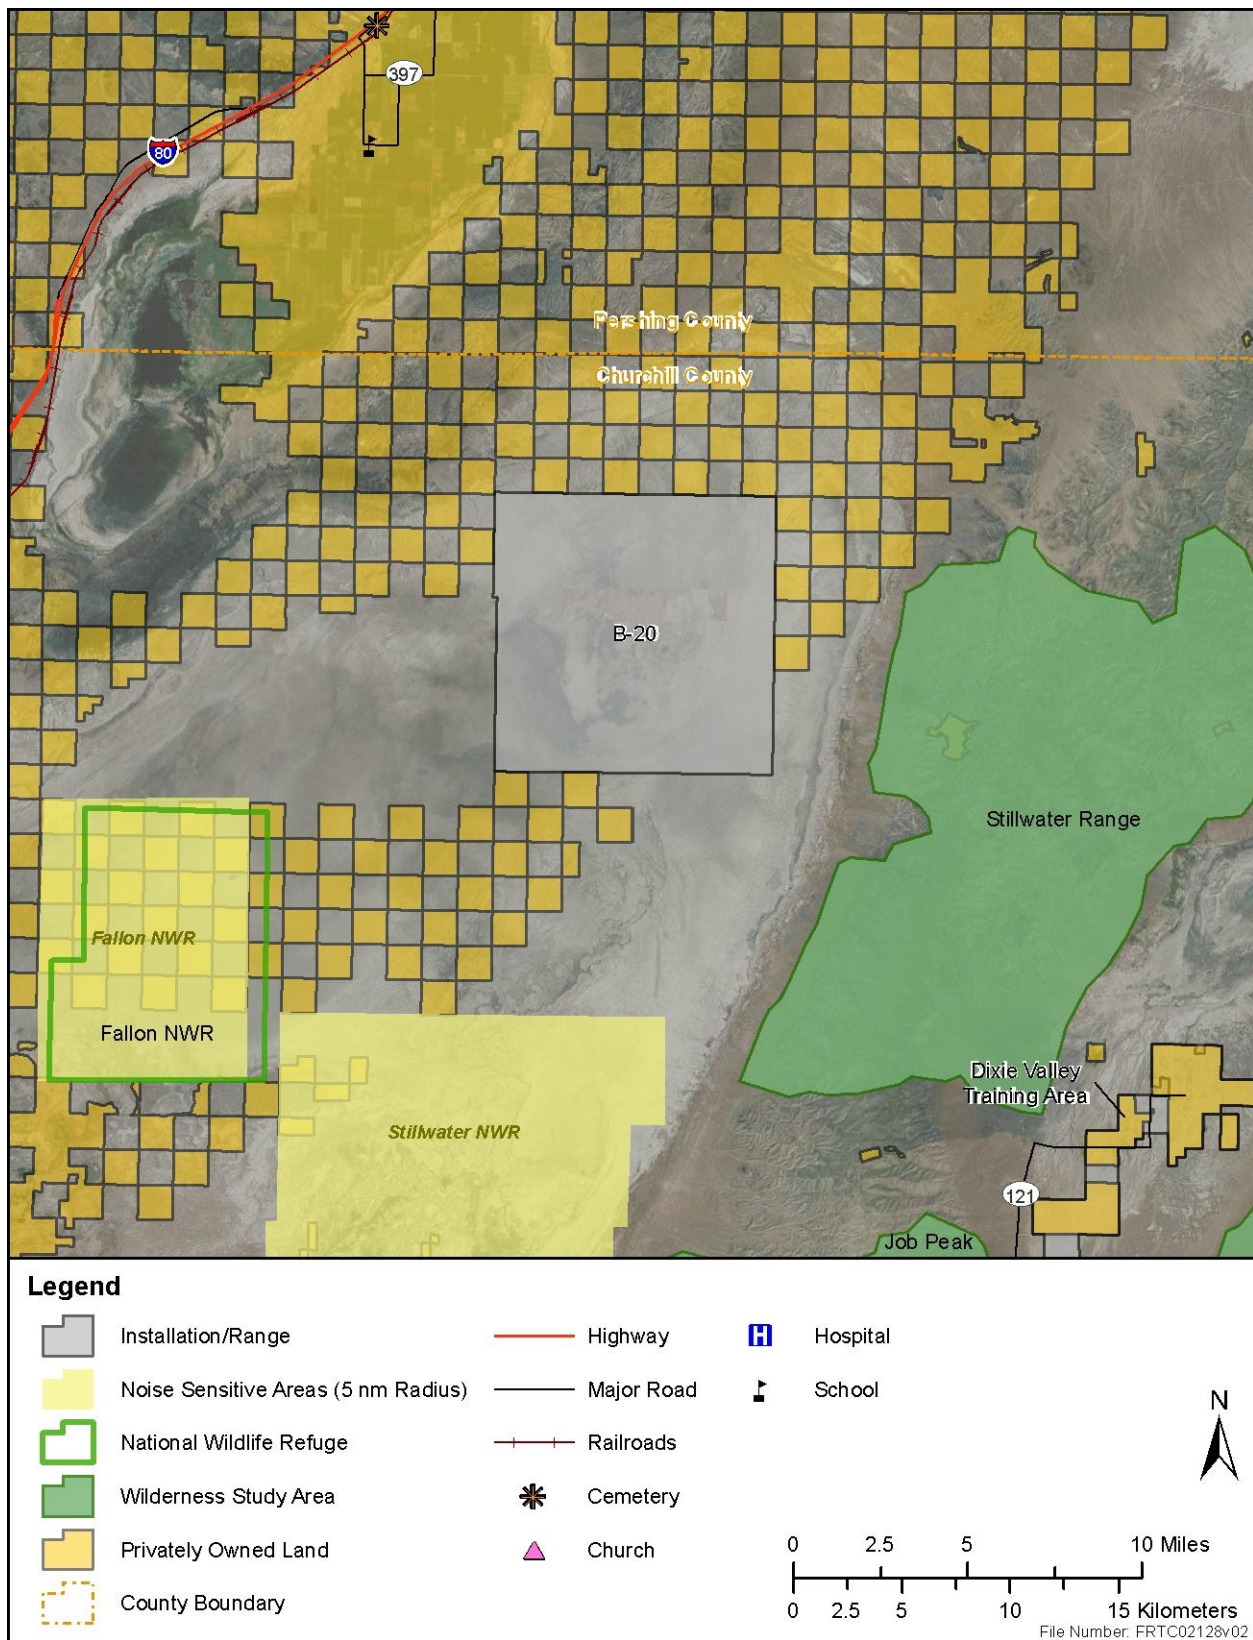 397
80
Pershing County
Churchill County
B-20
Stillwater Range
Fallon NWR
Fallon NWR
Dixie Valley
Training Area
Stillwater NWR
121
Job Peak
Legend
Installation/Range
Noise Sensitive Areas (5 nm Radius)
National Wildlife Refuge
Wilderness Study Area
Privately Owned Land
County Boundary
Highway
Major Road
Railroads
Cemetery
Church
H Hospital
School
N
0 2.5 5 10 Miles
0 2.5 5 10 15 Kilometers
File Number: FRTC02128v02